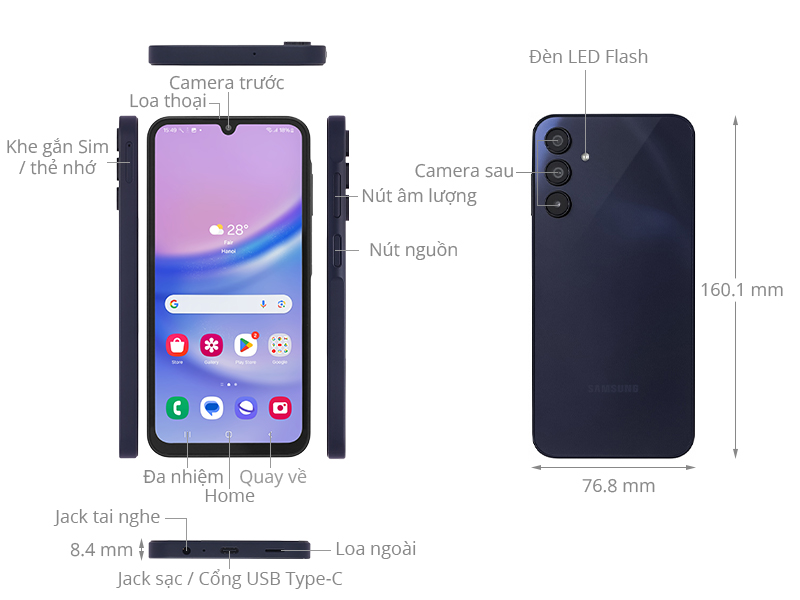 Đèn LED Flash
Camera trước
Loa thoại
Khe gắn Sim
/ thẻ nhớ
Camera sau
Nút âm lượng
Nút nguồn
28°
Fair
Hanoi
Store
Gallery
Play Store
Google
2
160.1 mm
SAMSUNG
76.8 mm
Đa nhiệm
Quay về
Home
Jack tai nghe
8.4 mm
Loa ngoài
Jack sạc / Cổng USB Type-C